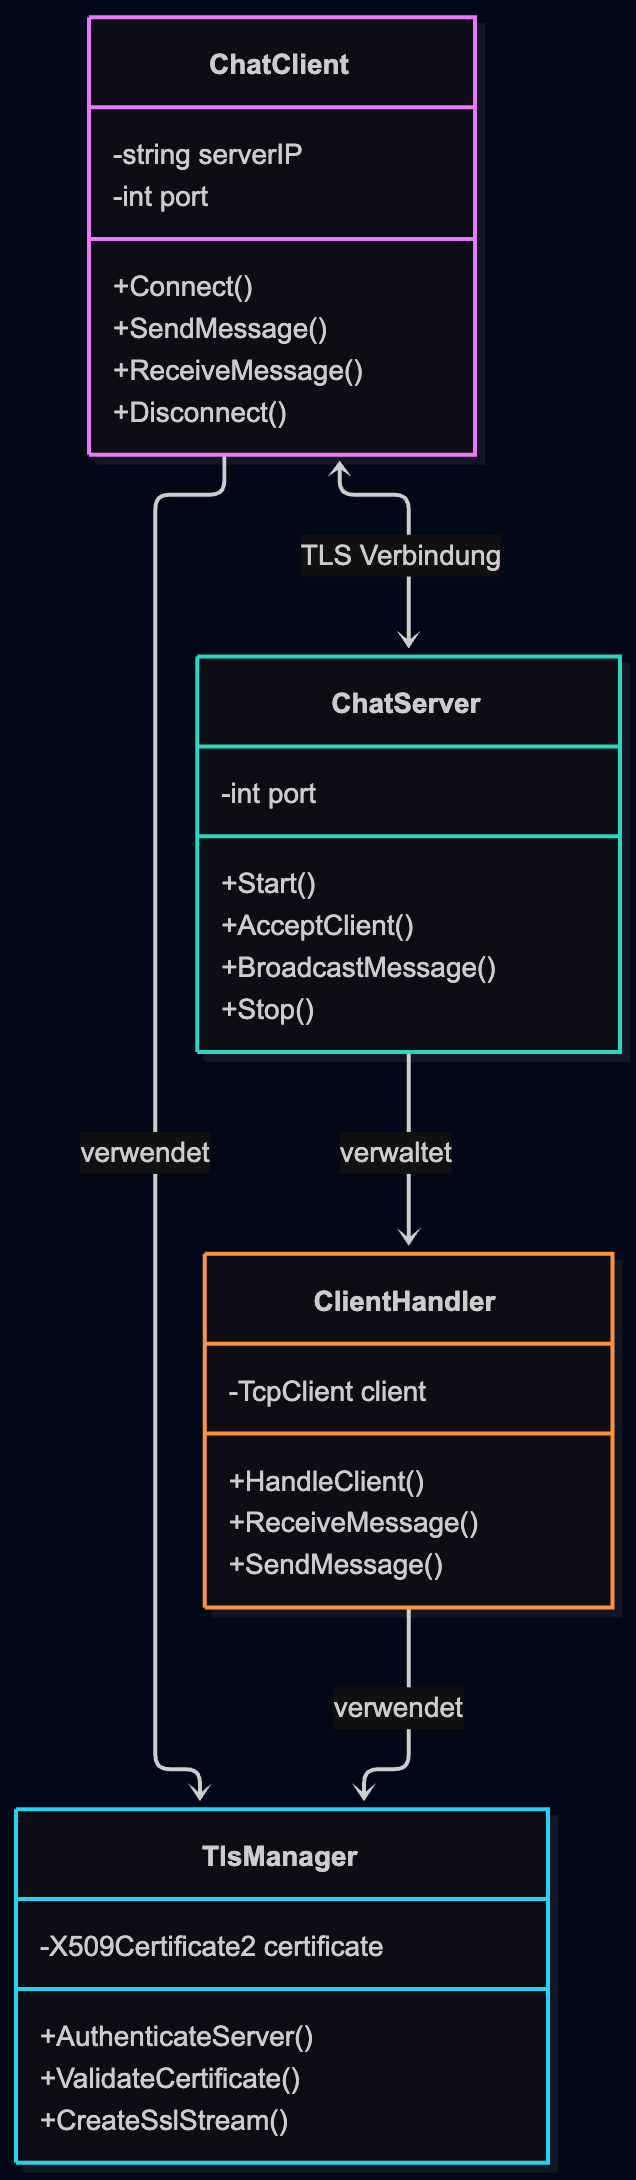 ChatClient
-string serverIP
-int port
+Connect()
+SendMessage()
+ReceiveMessage()
+Disconnect()
TLS Verbindung
ChatServer
-int port
+Start()
+AcceptClient()
+BroadcastMessage()
+Stop()
verwendet
verwaltet
ClientHandler
-TcpClient client
+HandleClient()
+ReceiveMessage()
+SendMessage()
verwendet
TlsManager
-X509Certificate2 certificate
+AuthenticateServer()
+ValidateCertificate()
+CreateSslStream()